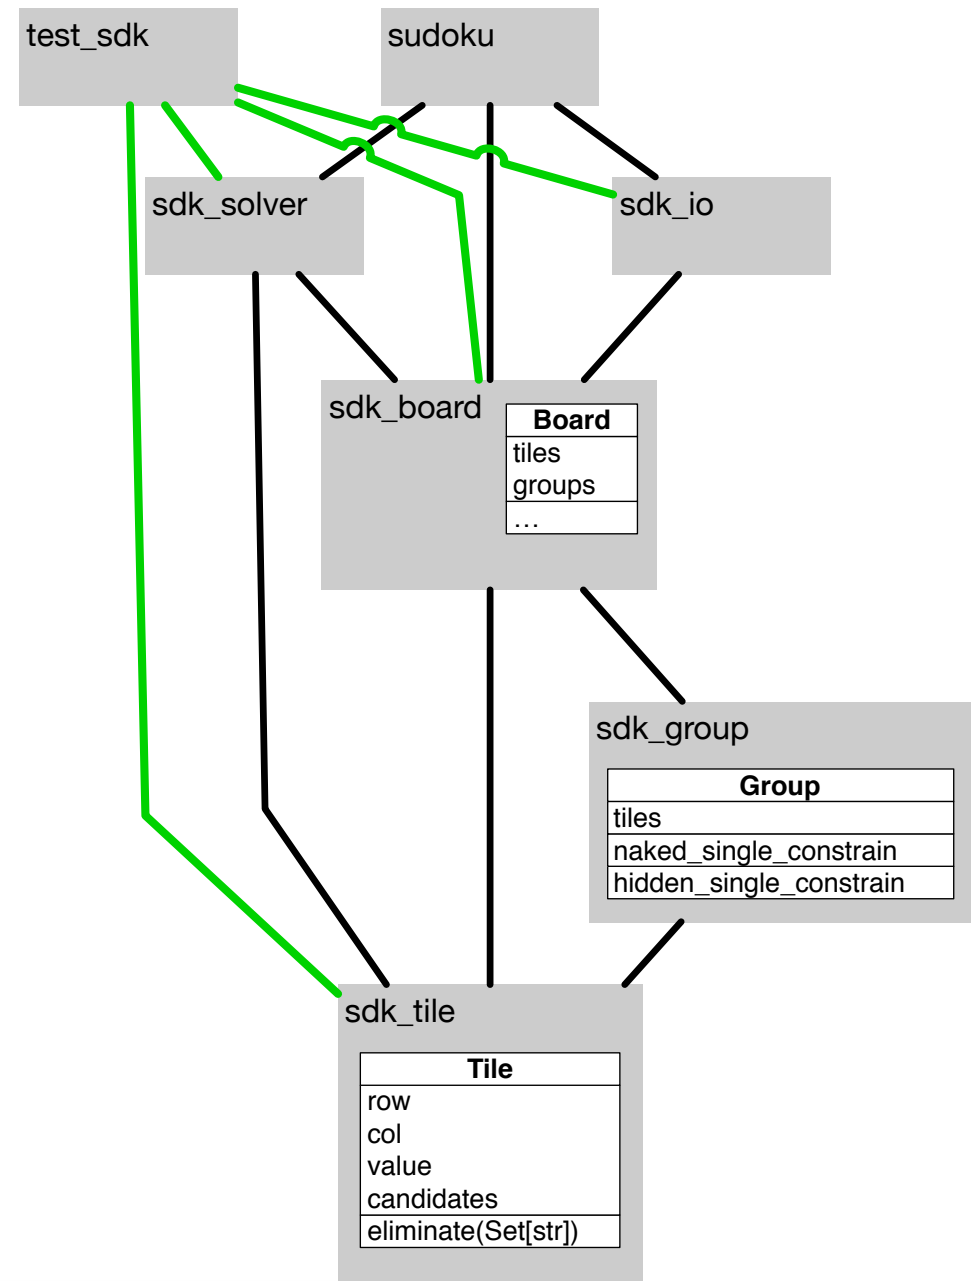 test_sdk
sudoku
sdk_solver
sdk_io
sdk_board
Board
tiles
groups
…
sdk_group
Group
tiles
naked_single_constrain
hidden_single_constrain
sdk_tile
Tile
row
col
value
candidates
eliminate(Set[str])